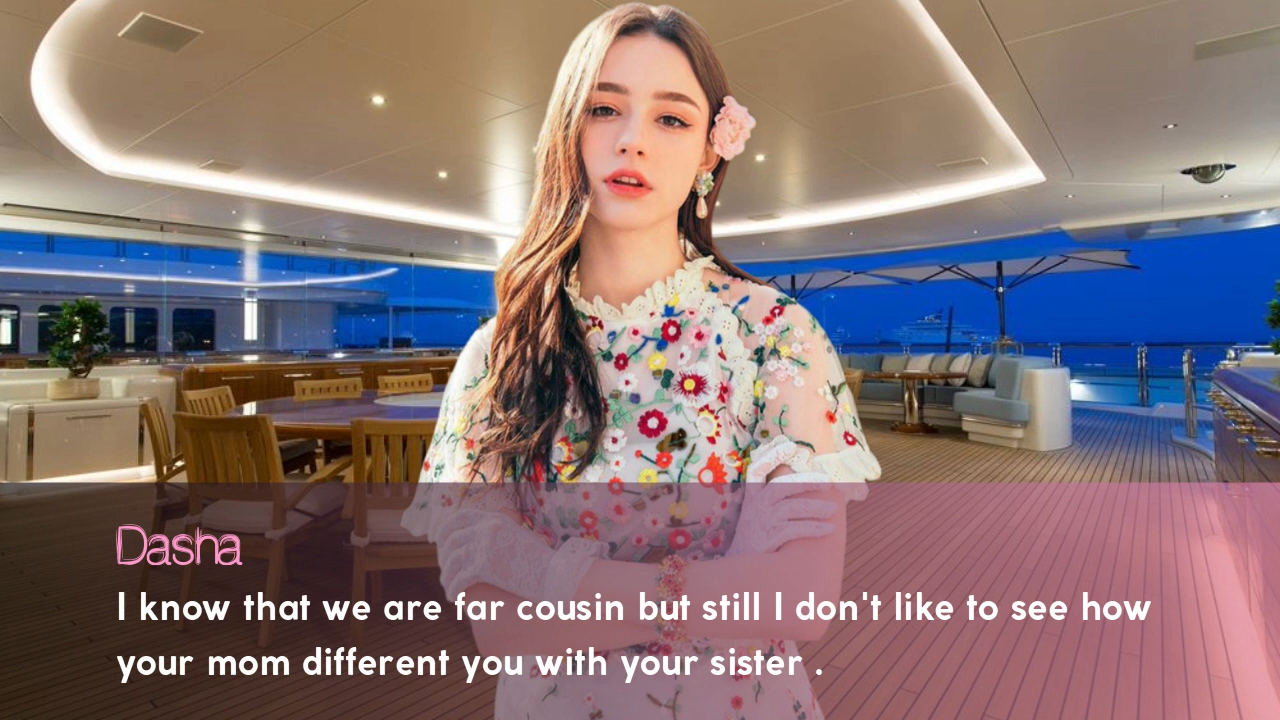 Dasha
I know that we are far cousin but still I don't like to see how
your mom different you with your sister .